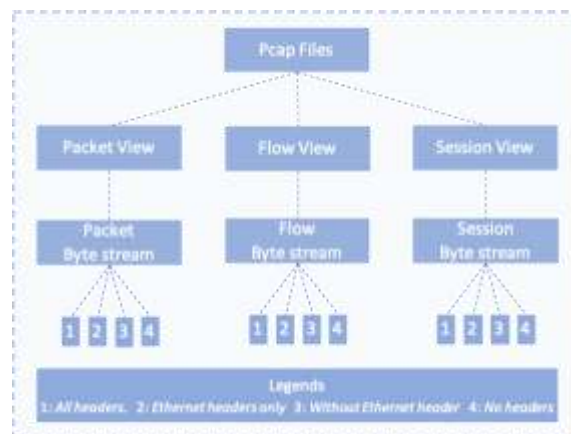 Pcap Files
Packet View Flow View Session View
Packet Flow Session
Byte stream Byte stream Byte stream
1 2 3 4 1 2 3 4 1 2 3 4
Legends
1: All headers. 2: Ethernet headers only 3: Without Ethernet header 4: No headers